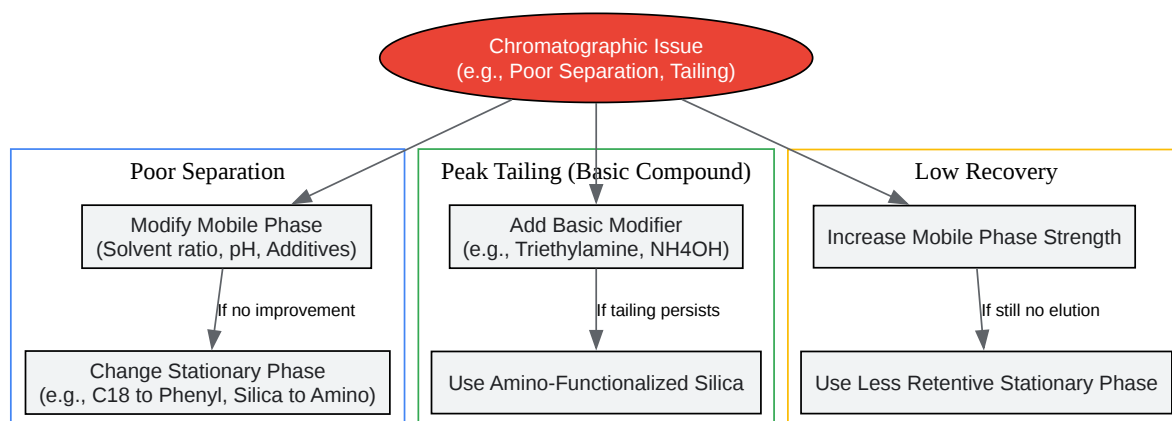 Chromatographic Issue
(e.g., Poor Separation, Tailing)
Poor Separation
Modify Mobile Phase
(Solvent ratio, pH, Additives)
If no improvement
Change Stationary Phase
(e.g., C18 to Phenyl, Silica to Amino)
Peak Tailing (Basic Compound)
Add Basic Modifier
(e.g., Triethylamine, NH4OH)
If tailing persists
Use Amino-Functionalized Silica
Low Recovery
Increase Mobile Phase Strength
If still no elution
Use Less Retentive Stationary Phase